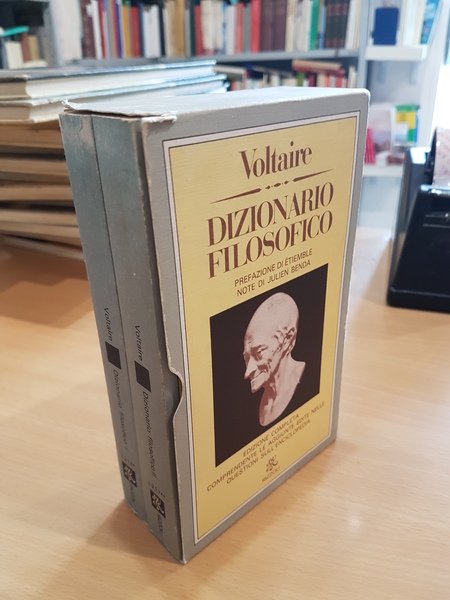 Voltaire
DIZIONARIO
FILOSOFICO
PREFAZIONE DI ETIEMBLE
NOTE DI JULIEN BENDA
EDIZIONE COMPLETA
COMPRENDENTE LE AGGIUNTE EDITE NELLE
QUESTIONI SULL'ENCICLOPEDIA
Voltaire
Dizionario filosofico
Voltaire
Dizionario filosofico